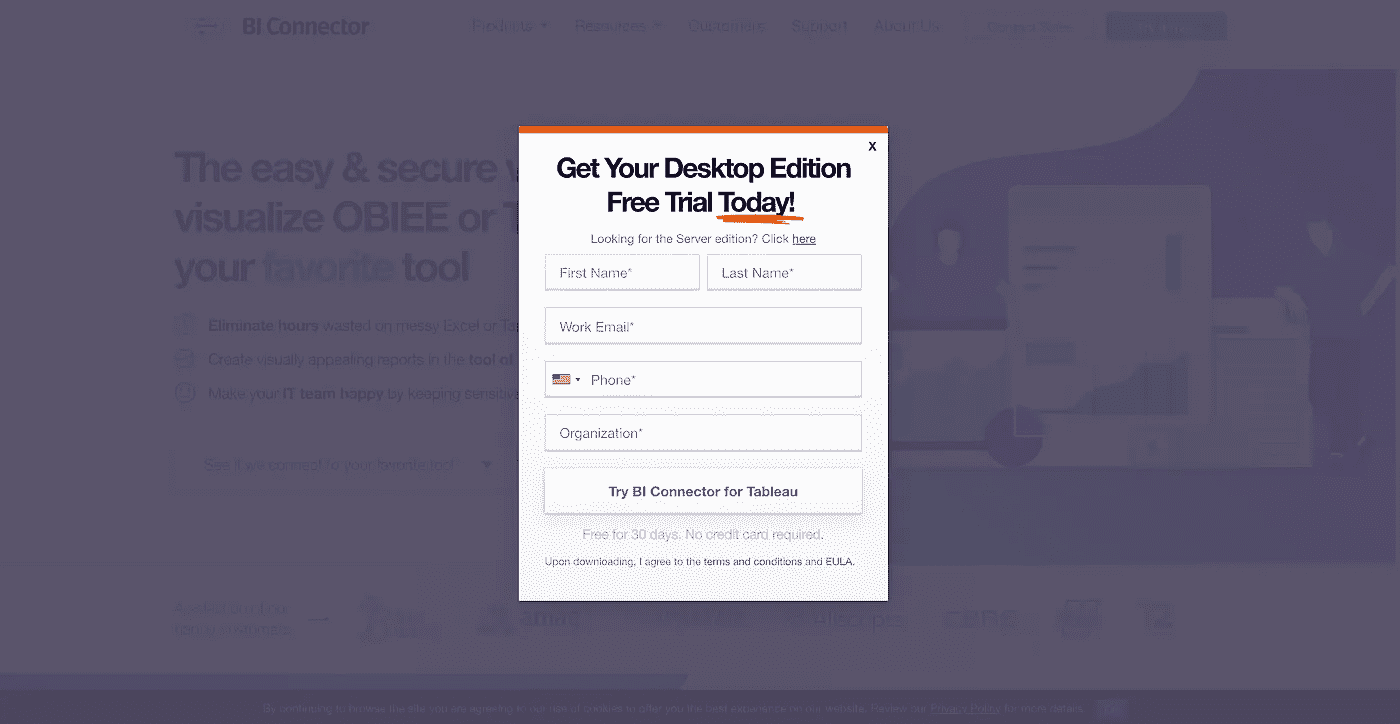 BI Connector
Products Resources Customers Support About Us
The easy & secure
visualize OBIEE or
your favorite tool
Eliminate hours wasted on messy Excel or
Create visually appealing reports in the tool of
Make your IT team happy by keeping sensitive
See if we connect to your favorite tool
X
Get Your Desktop Edition
Free Trial Today!
Looking for the Server edition? Click here
First Name* Last Name*
Work Email*
Phone*
Organization*
Try BI Connector for Tableau
Free for 30 days. No credit card required.
Upon downloading, I agree to the terms and conditions and EULA.
Allscripts
By continuing to browse the site you are agreeing to our use of cookies to offer you the best experience on our website. Review our Privacy Policy for more details.